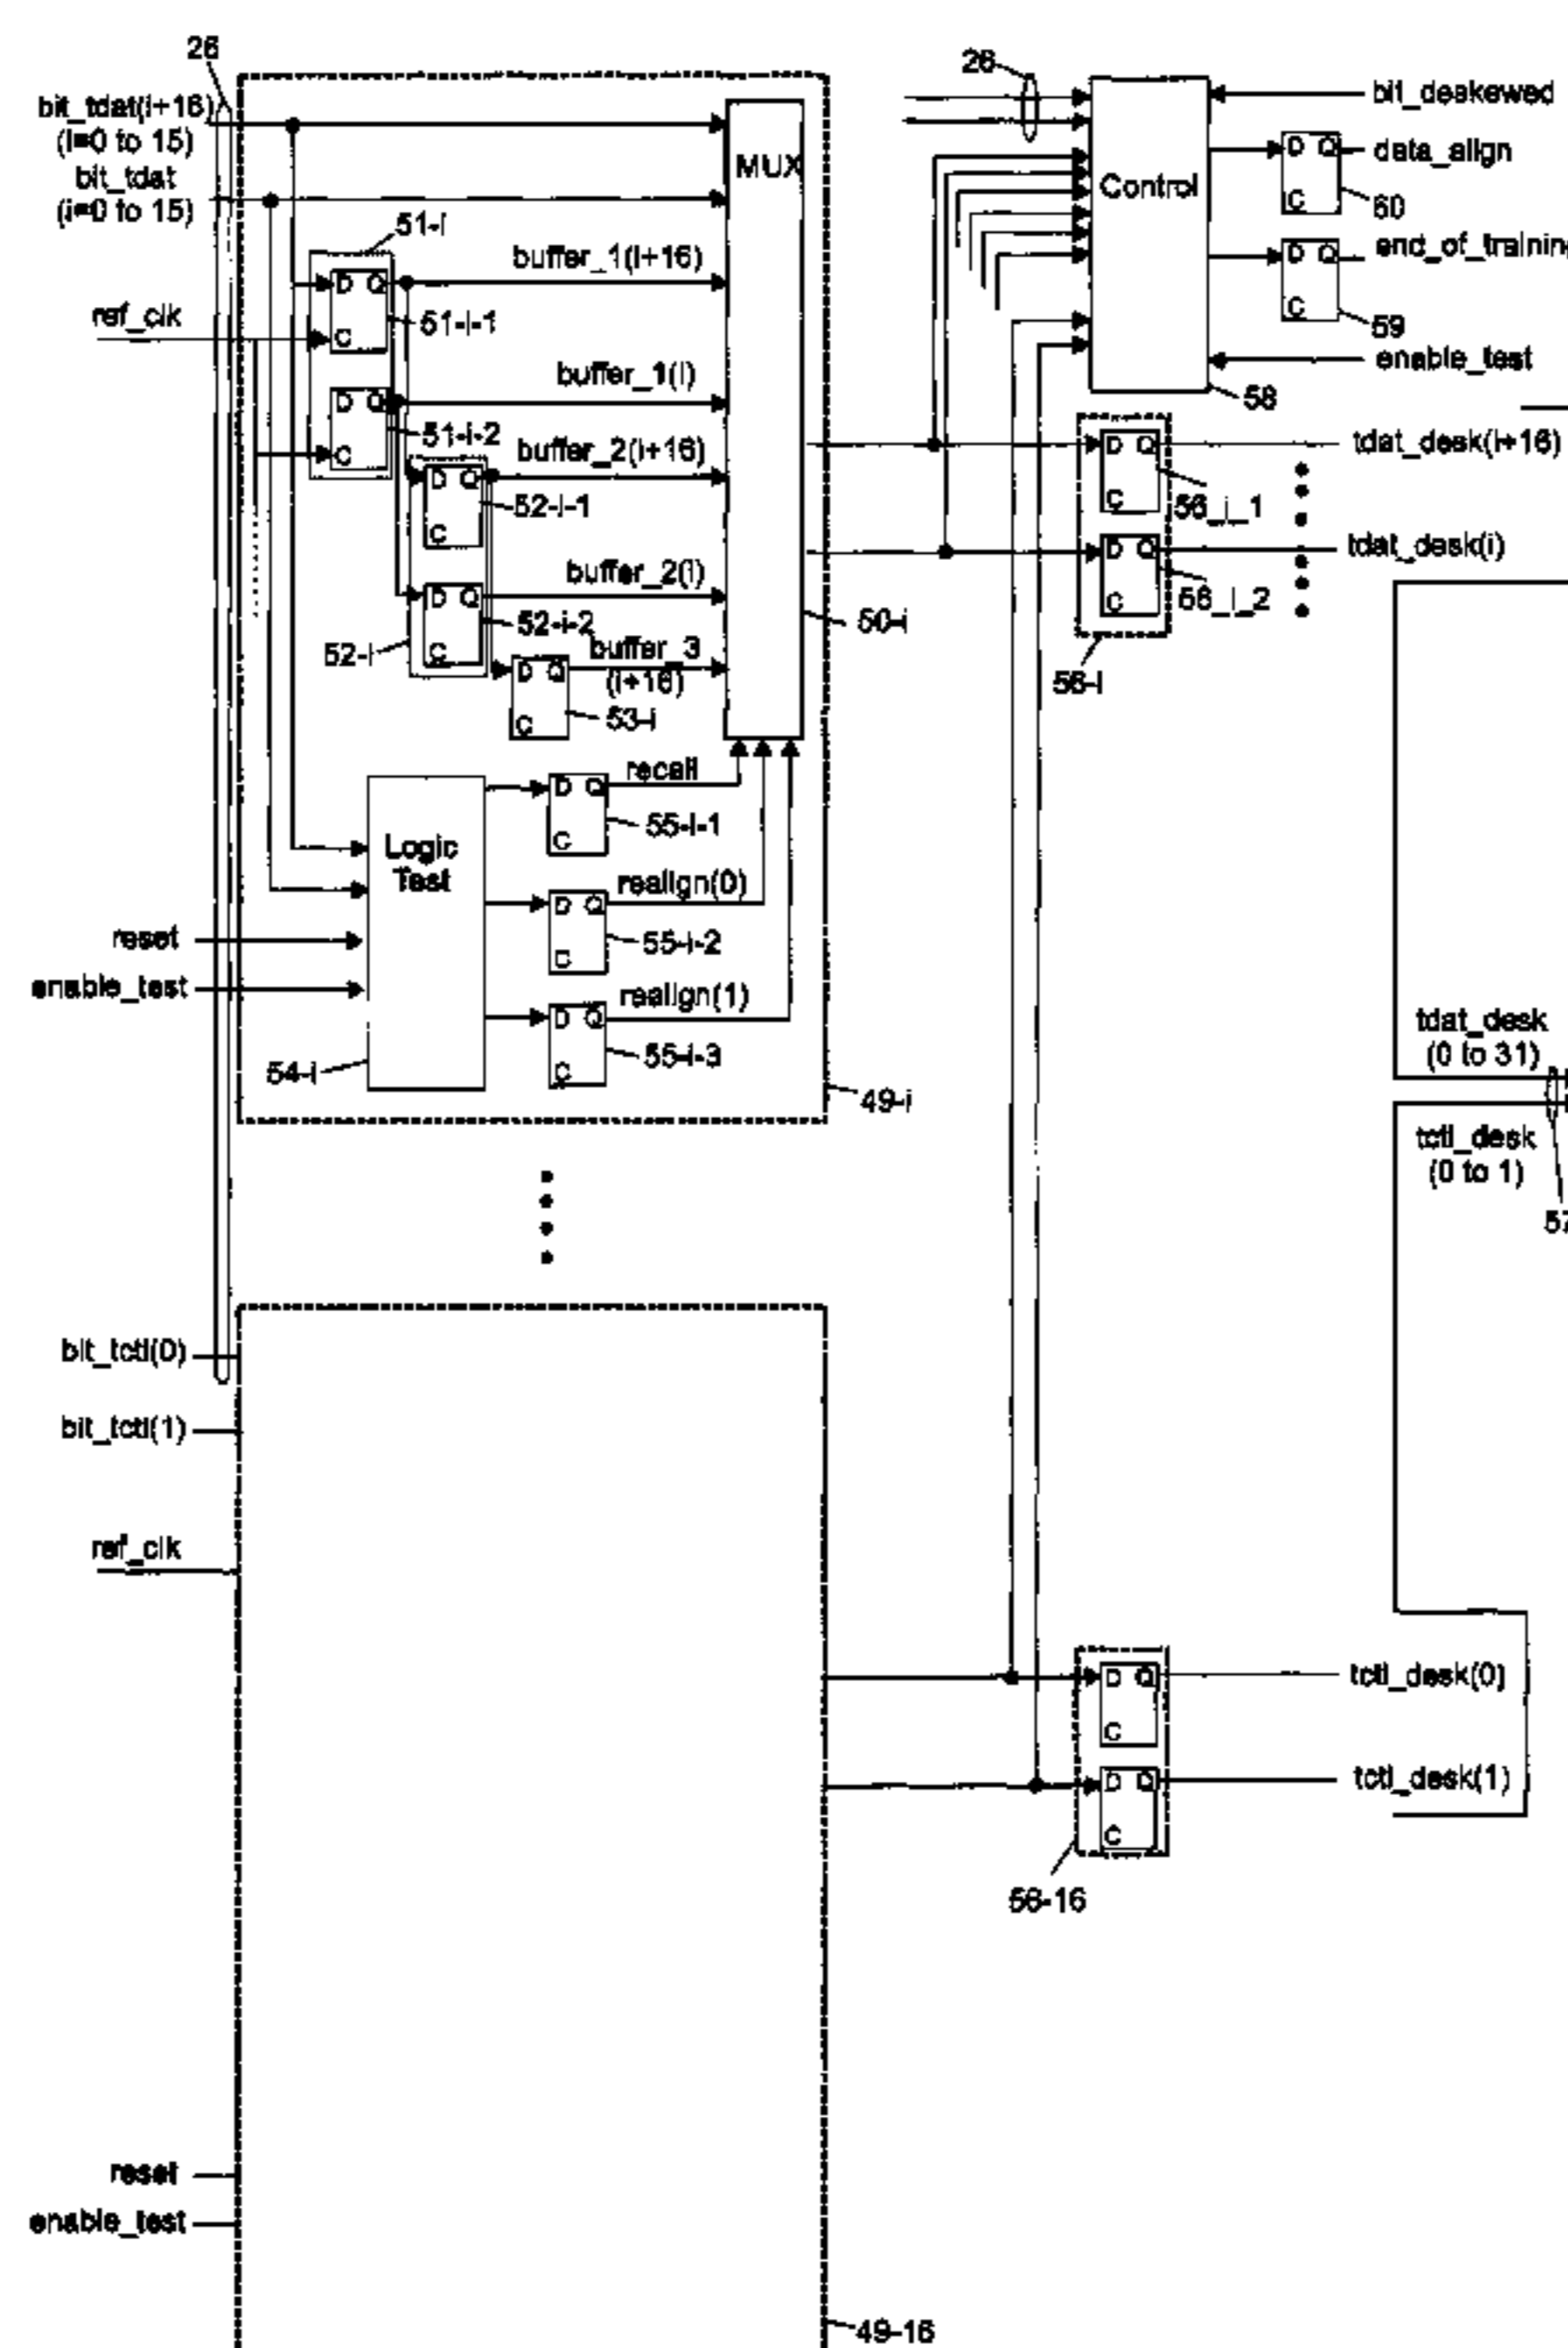 26
bit_tdat(i+16)
(i=0 to 15)
bit_tdat
(i=0 to 15)
ref_clk
51-i
D Q
C
51-i-1
D Q
C
51-i-2
buffer_1(i+16)
buffer_1(i)
buffer_2(i+16)
D Q
C
52-i-1
buffer_2(i)
D Q
C
52-i-2
52-i
buffer_3
(i+16)
D Q
C
53-i
MUX
50-i
Logic
Test
54-i
reset
enable_test
recall
D Q
C
55-i-1
realign(0)
D Q
C
55-i-2
realign(1)
D Q
C
55-i-3
49-i
26
Control
58
bit_deskewed
D Q
C
data_align
60
D Q
C
end_of_training
59
enable_test
D Q
C
56_i_1
tdat_desk(i+16)
D Q
C
56_i_2
tdat_desk(i)
56-i
tdat_desk
(0 to 31)
tctl_desk
(0 to 1)
57
bit_tctl(0)
bit_tctl(1)
ref_clk
D Q
C
tctl_desk(0)
D Q
C
tctl_desk(1)
56-16
reset
enable_test
49-16